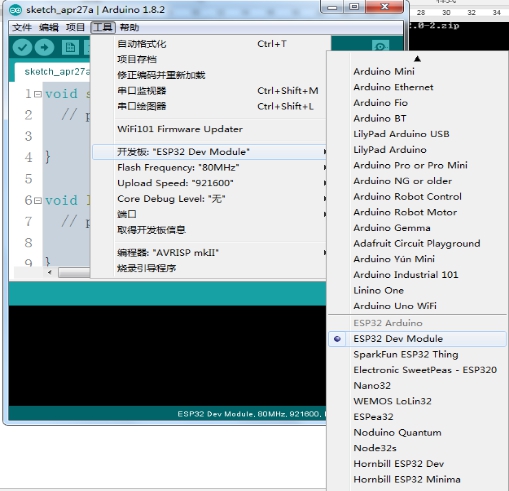 sketch_apr27a | Arduino 1.8.2
文件 编辑 项目 工具 帮助
sketch_apr27a
1 void s
2 // p
3
4 }
5
6 void l
7 // p
8
9 }
自动格式化 Ctrl+T
项目存档
修正编码并重新加载
串口监视器 Ctrl+Shift+M
串口绘图器 Ctrl+Shift+L
WiFi101 Firmware Updater
开发板: "ESP32 Dev Module"
Flash Frequency: "80MHz"
Upload Speed: "921600"
Core Debug Level: "无"
端口
取得开发板信息
编程器: "AVRISP mkII"
烧录引导程序
ESP32 Dev Module, 80MHz, 921600,
28 30 32 34
.0-2.zip
Arduino Mini
Arduino Ethernet
Arduino Fio
Arduino BT
LilyPad Arduino USB
LilyPad Arduino
Arduino Pro or Pro Mini
Arduino NG or older
Arduino Robot Control
Arduino Robot Motor
Arduino Gemma
Adafruit Circuit Playground
Arduino Yún Mini
Arduino Industrial 101
Linino One
Arduino Uno WiFi
ESP32 Arduino
ESP32 Dev Module
SparkFun ESP32 Thing
Electronic SweetPeas - ESP320
Nano32
WEMOS LoLin32
ESPea32
Noduino Quantum
Node32s
Hornbill ESP32 Dev
Hornbill ESP32 Minima